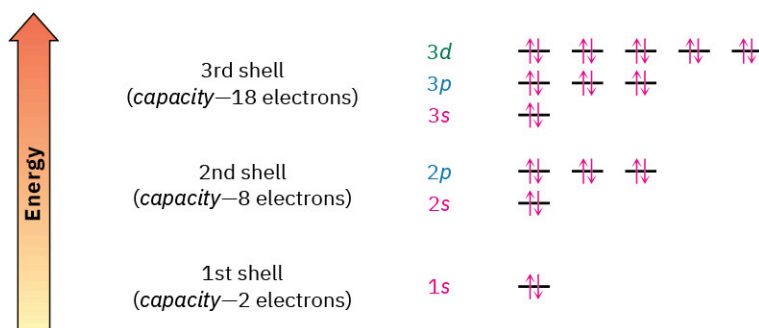 Energy
3rd shell
(capacity—18 electrons)
3d
3p
3s
2nd shell
(capacity—8 electrons)
2p
2s
1st shell
(capacity—2 electrons)
1s